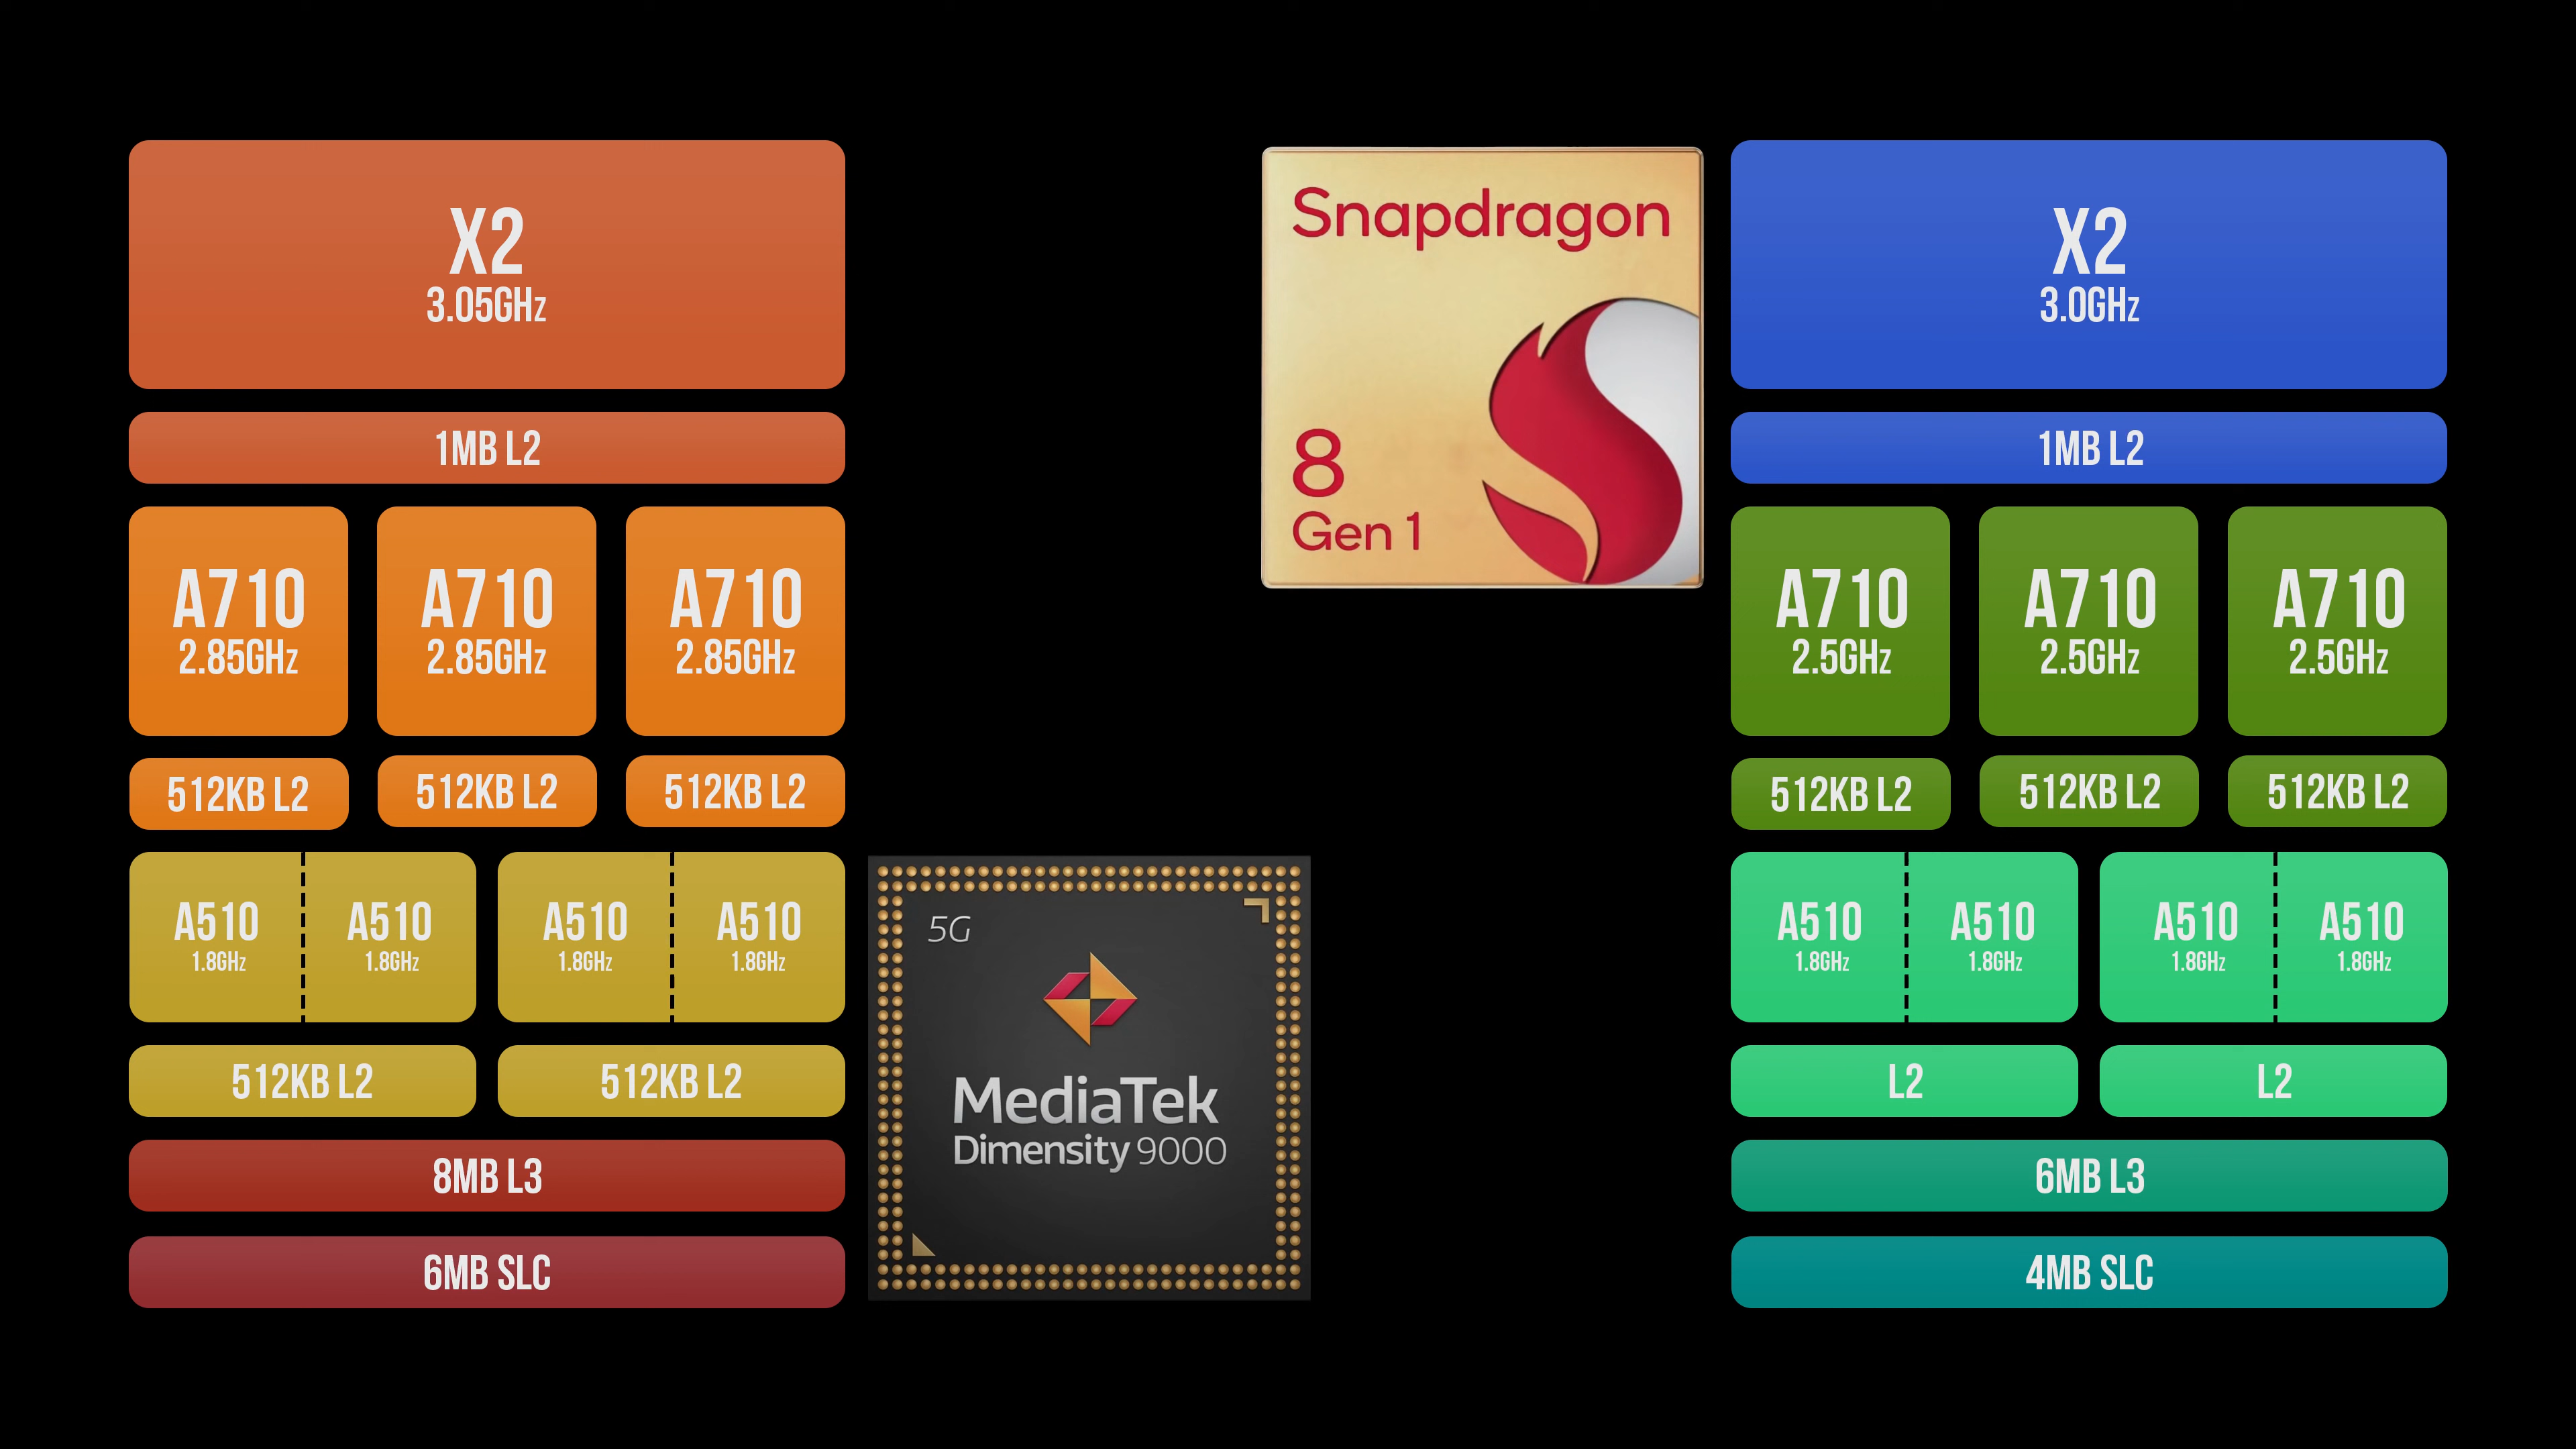 X2
3.05GHz
1MB L2
A710
2.85GHz
A710
2.85GHz
A710
2.85GHz
512KB L2
512KB L2
512KB L2
A510
1.8GHz
A510
1.8GHz
A510
1.8GHz
A510
1.8GHz
512KB L2
512KB L2
8MB L3
6MB SLC
5G
MediaTek
Dimensity 9000
Snapdragon
8
Gen 1
X2
3.0GHz
1MB L2
A710
2.5GHz
A710
2.5GHz
A710
2.5GHz
512KB L2
512KB L2
512KB L2
A510
1.8GHz
A510
1.8GHz
A510
1.8GHz
A510
1.8GHz
L2
L2
6MB L3
4MB SLC